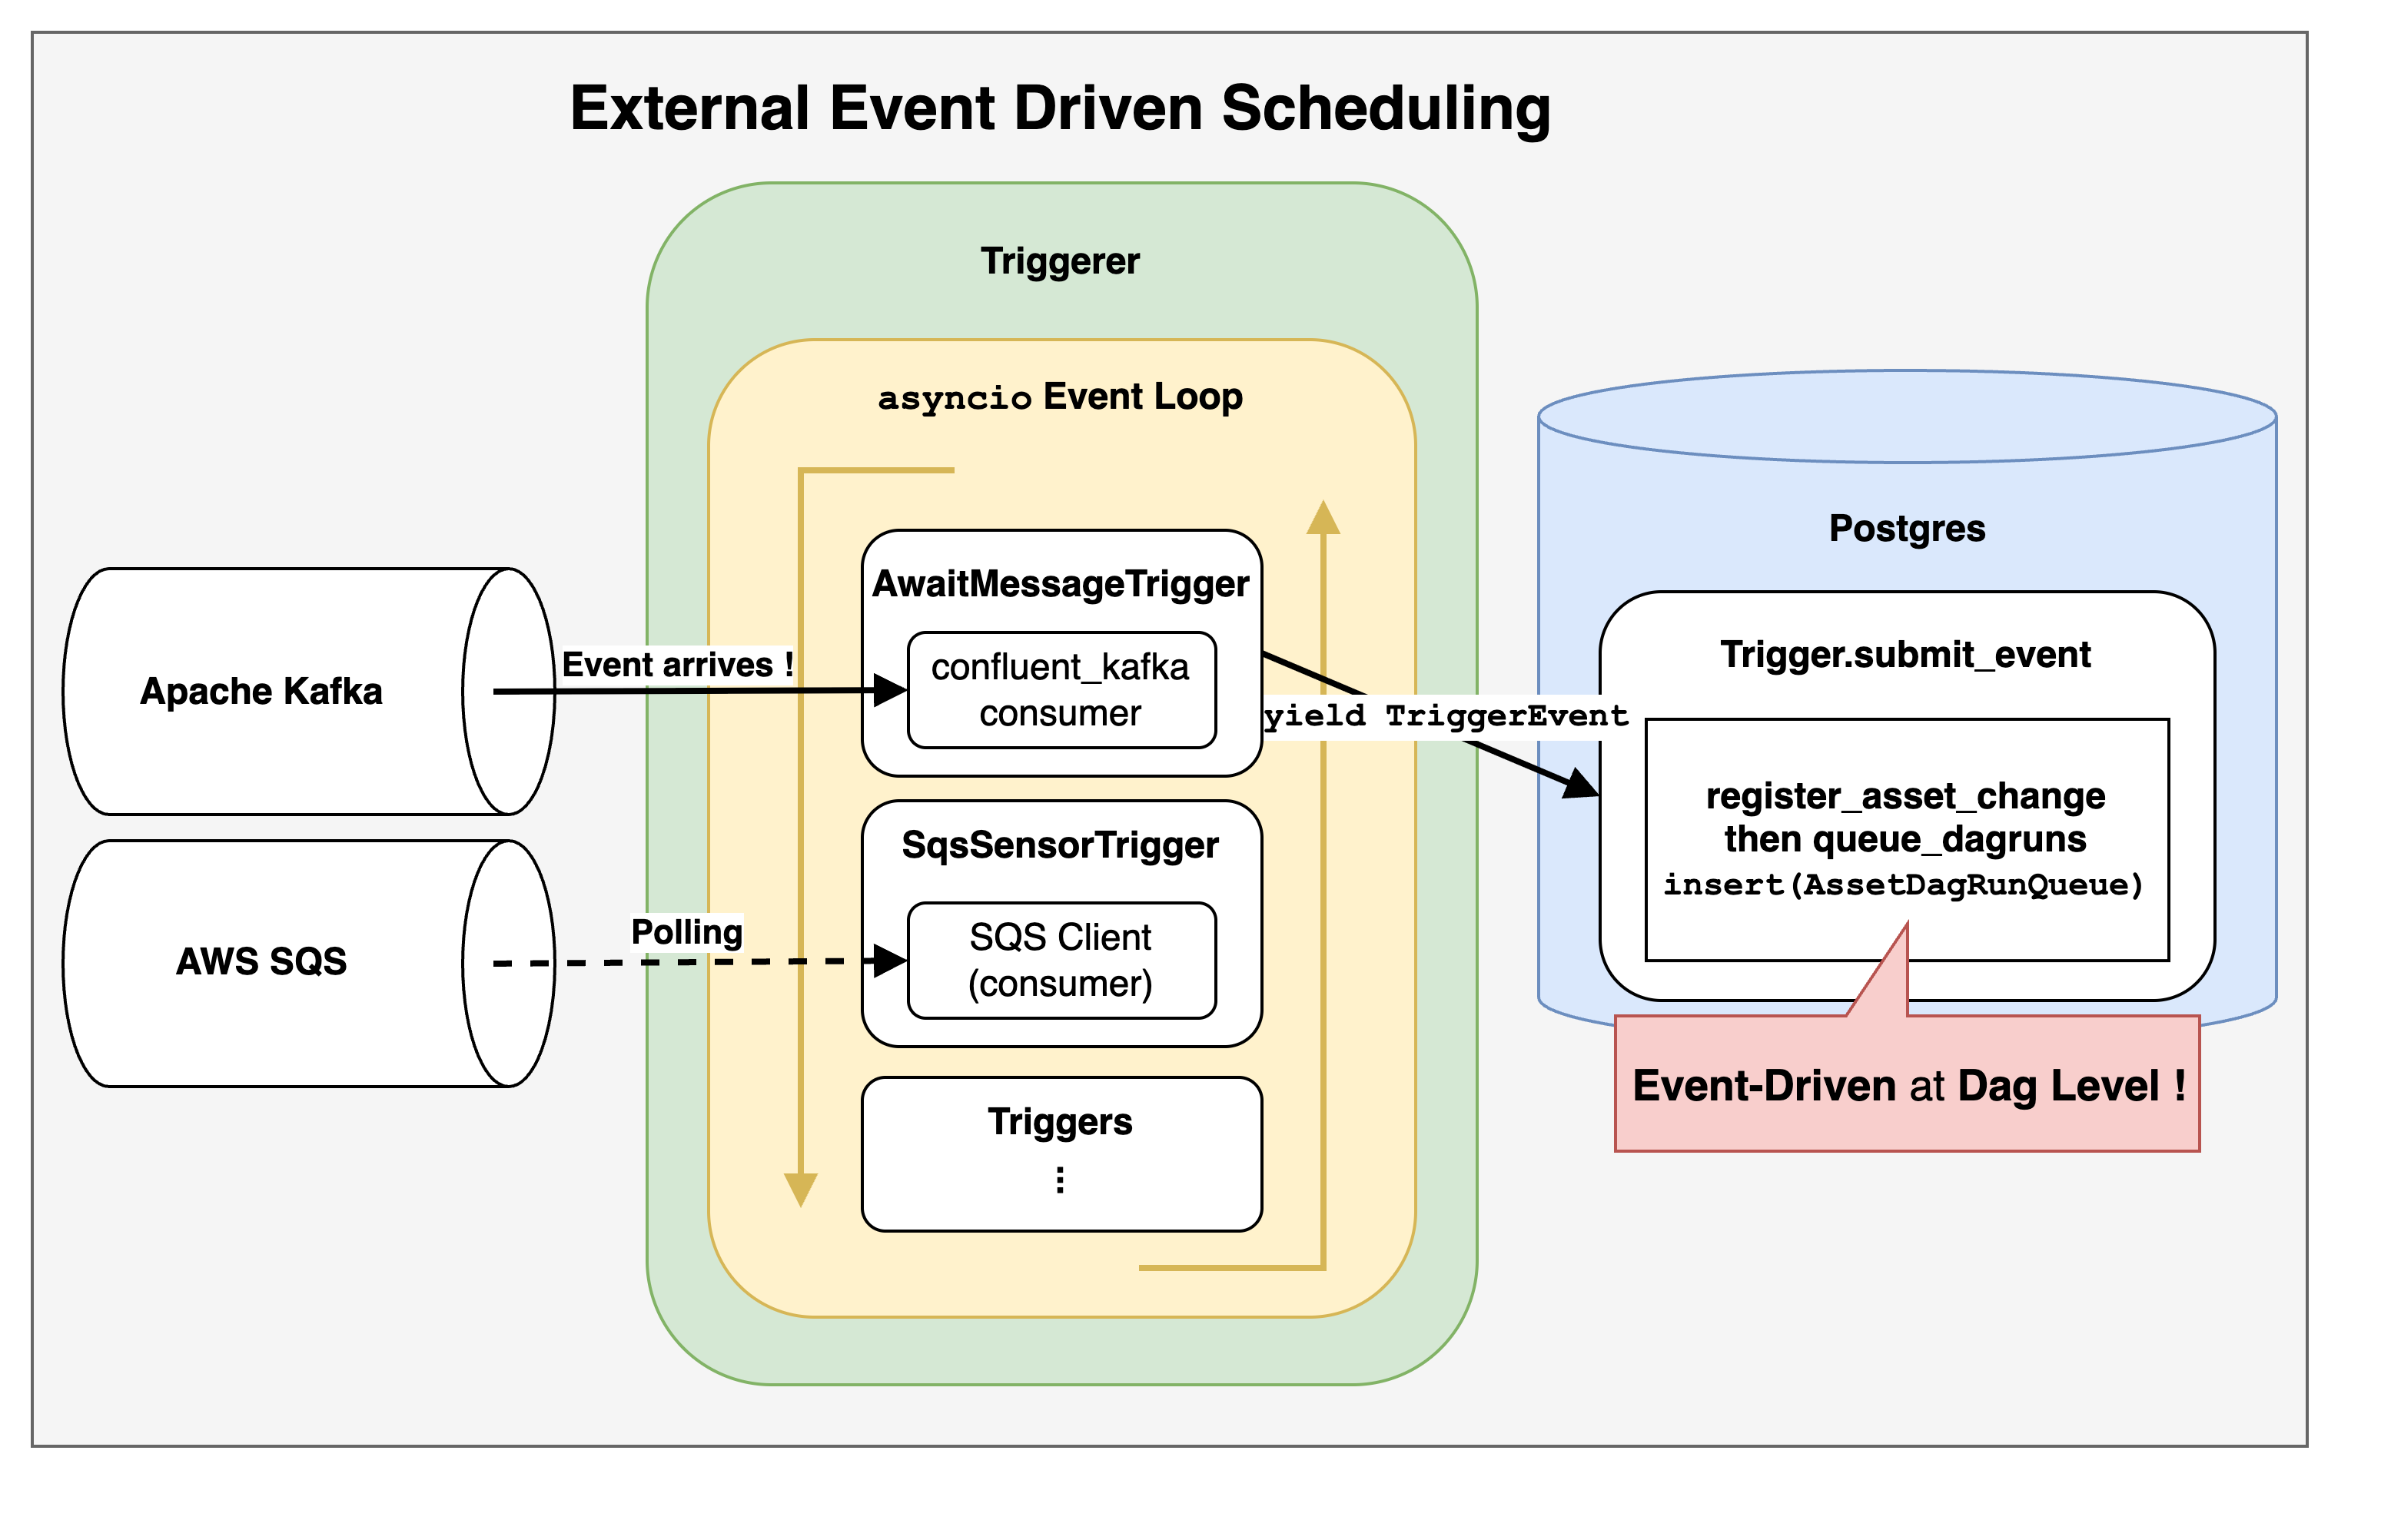 External Event Driven Scheduling
Triggerer
asyncio Event Loop
Apache Kafka
Event arrives !
AwaitMessageTrigger
confluent_kafka
consumer
yield TriggerEvent
AWS SQS
Polling
SqsSensorTrigger
SQS Client
(consumer)
Triggers
⋮
Postgres
Trigger.submit_event
register_asset_change
then queue_dagruns
insert(AssetDagRunQueue)
Event-Driven at Dag Level !